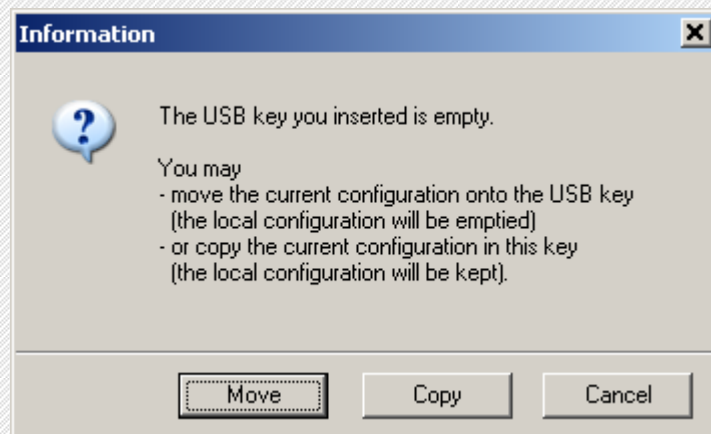 Information
The USB key you inserted is empty.
You may
- move the current configuration onto the USB key
(the local configuration will be emptied)
- or copy the current configuration in this key
(the local configuration will be kept).
Move
Copy
Cancel